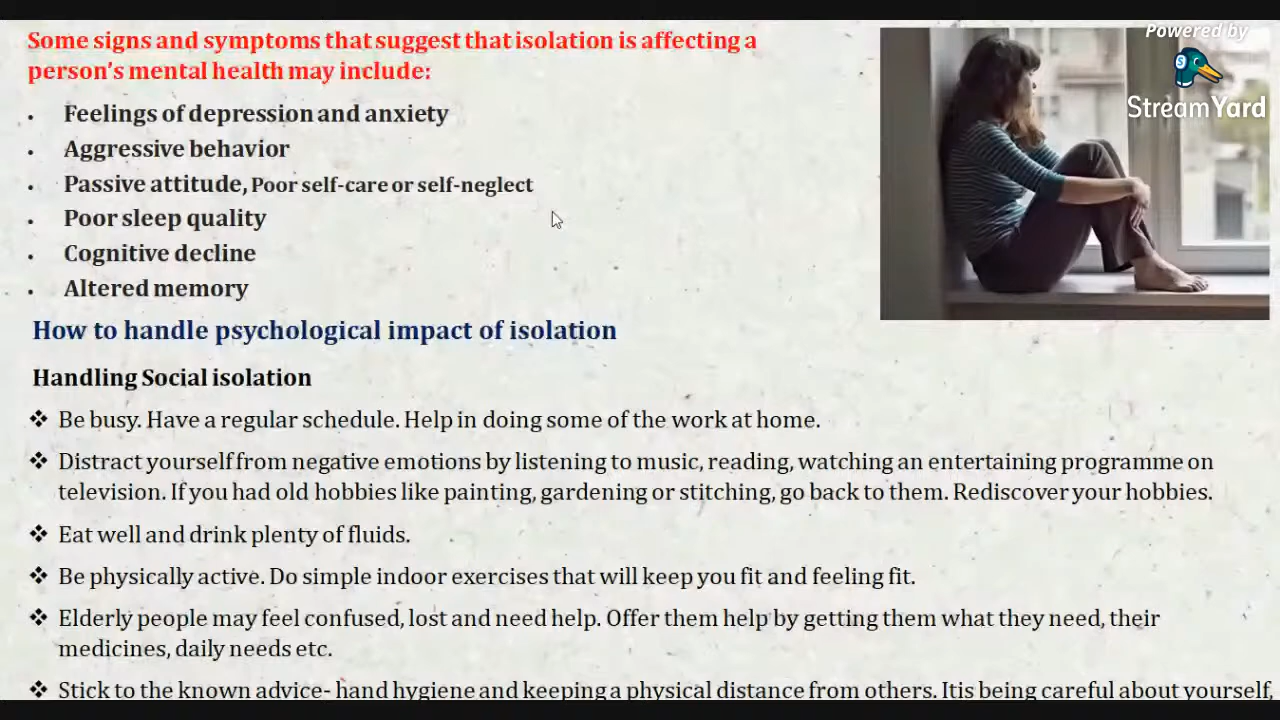 Some signs and symptoms that suggest that isolation is affecting a
person's mental health may include:
• Feelings of depression and anxiety
• Aggressive behavior
• Passive attitude, Poor self-care or self-neglect
• Poor sleep quality
• Cognitive decline
• Altered memory
How to handle psychological impact of isolation
Handling Social isolation
❖ Be busy. Have a regular schedule. Help in doing some of the work at home.
❖ Distract yourself from negative emotions by listening to music, reading, watching an entertaining programme on
television. If you had old hobbies like painting, gardening or stitching, go back to them. Rediscover your hobbies.
❖ Eat well and drink plenty of fluids.
❖ Be physically active. Do simple indoor exercises that will keep you fit and feeling fit.
❖ Elderly people may feel confused, lost and need help. Offer them help by getting them what they need, their
medicines, daily needs etc.
❖ Stick to the known advice- hand hygiene and keeping a physical distance from others. Itis being careful about yourself,
Powered by
StreamYard